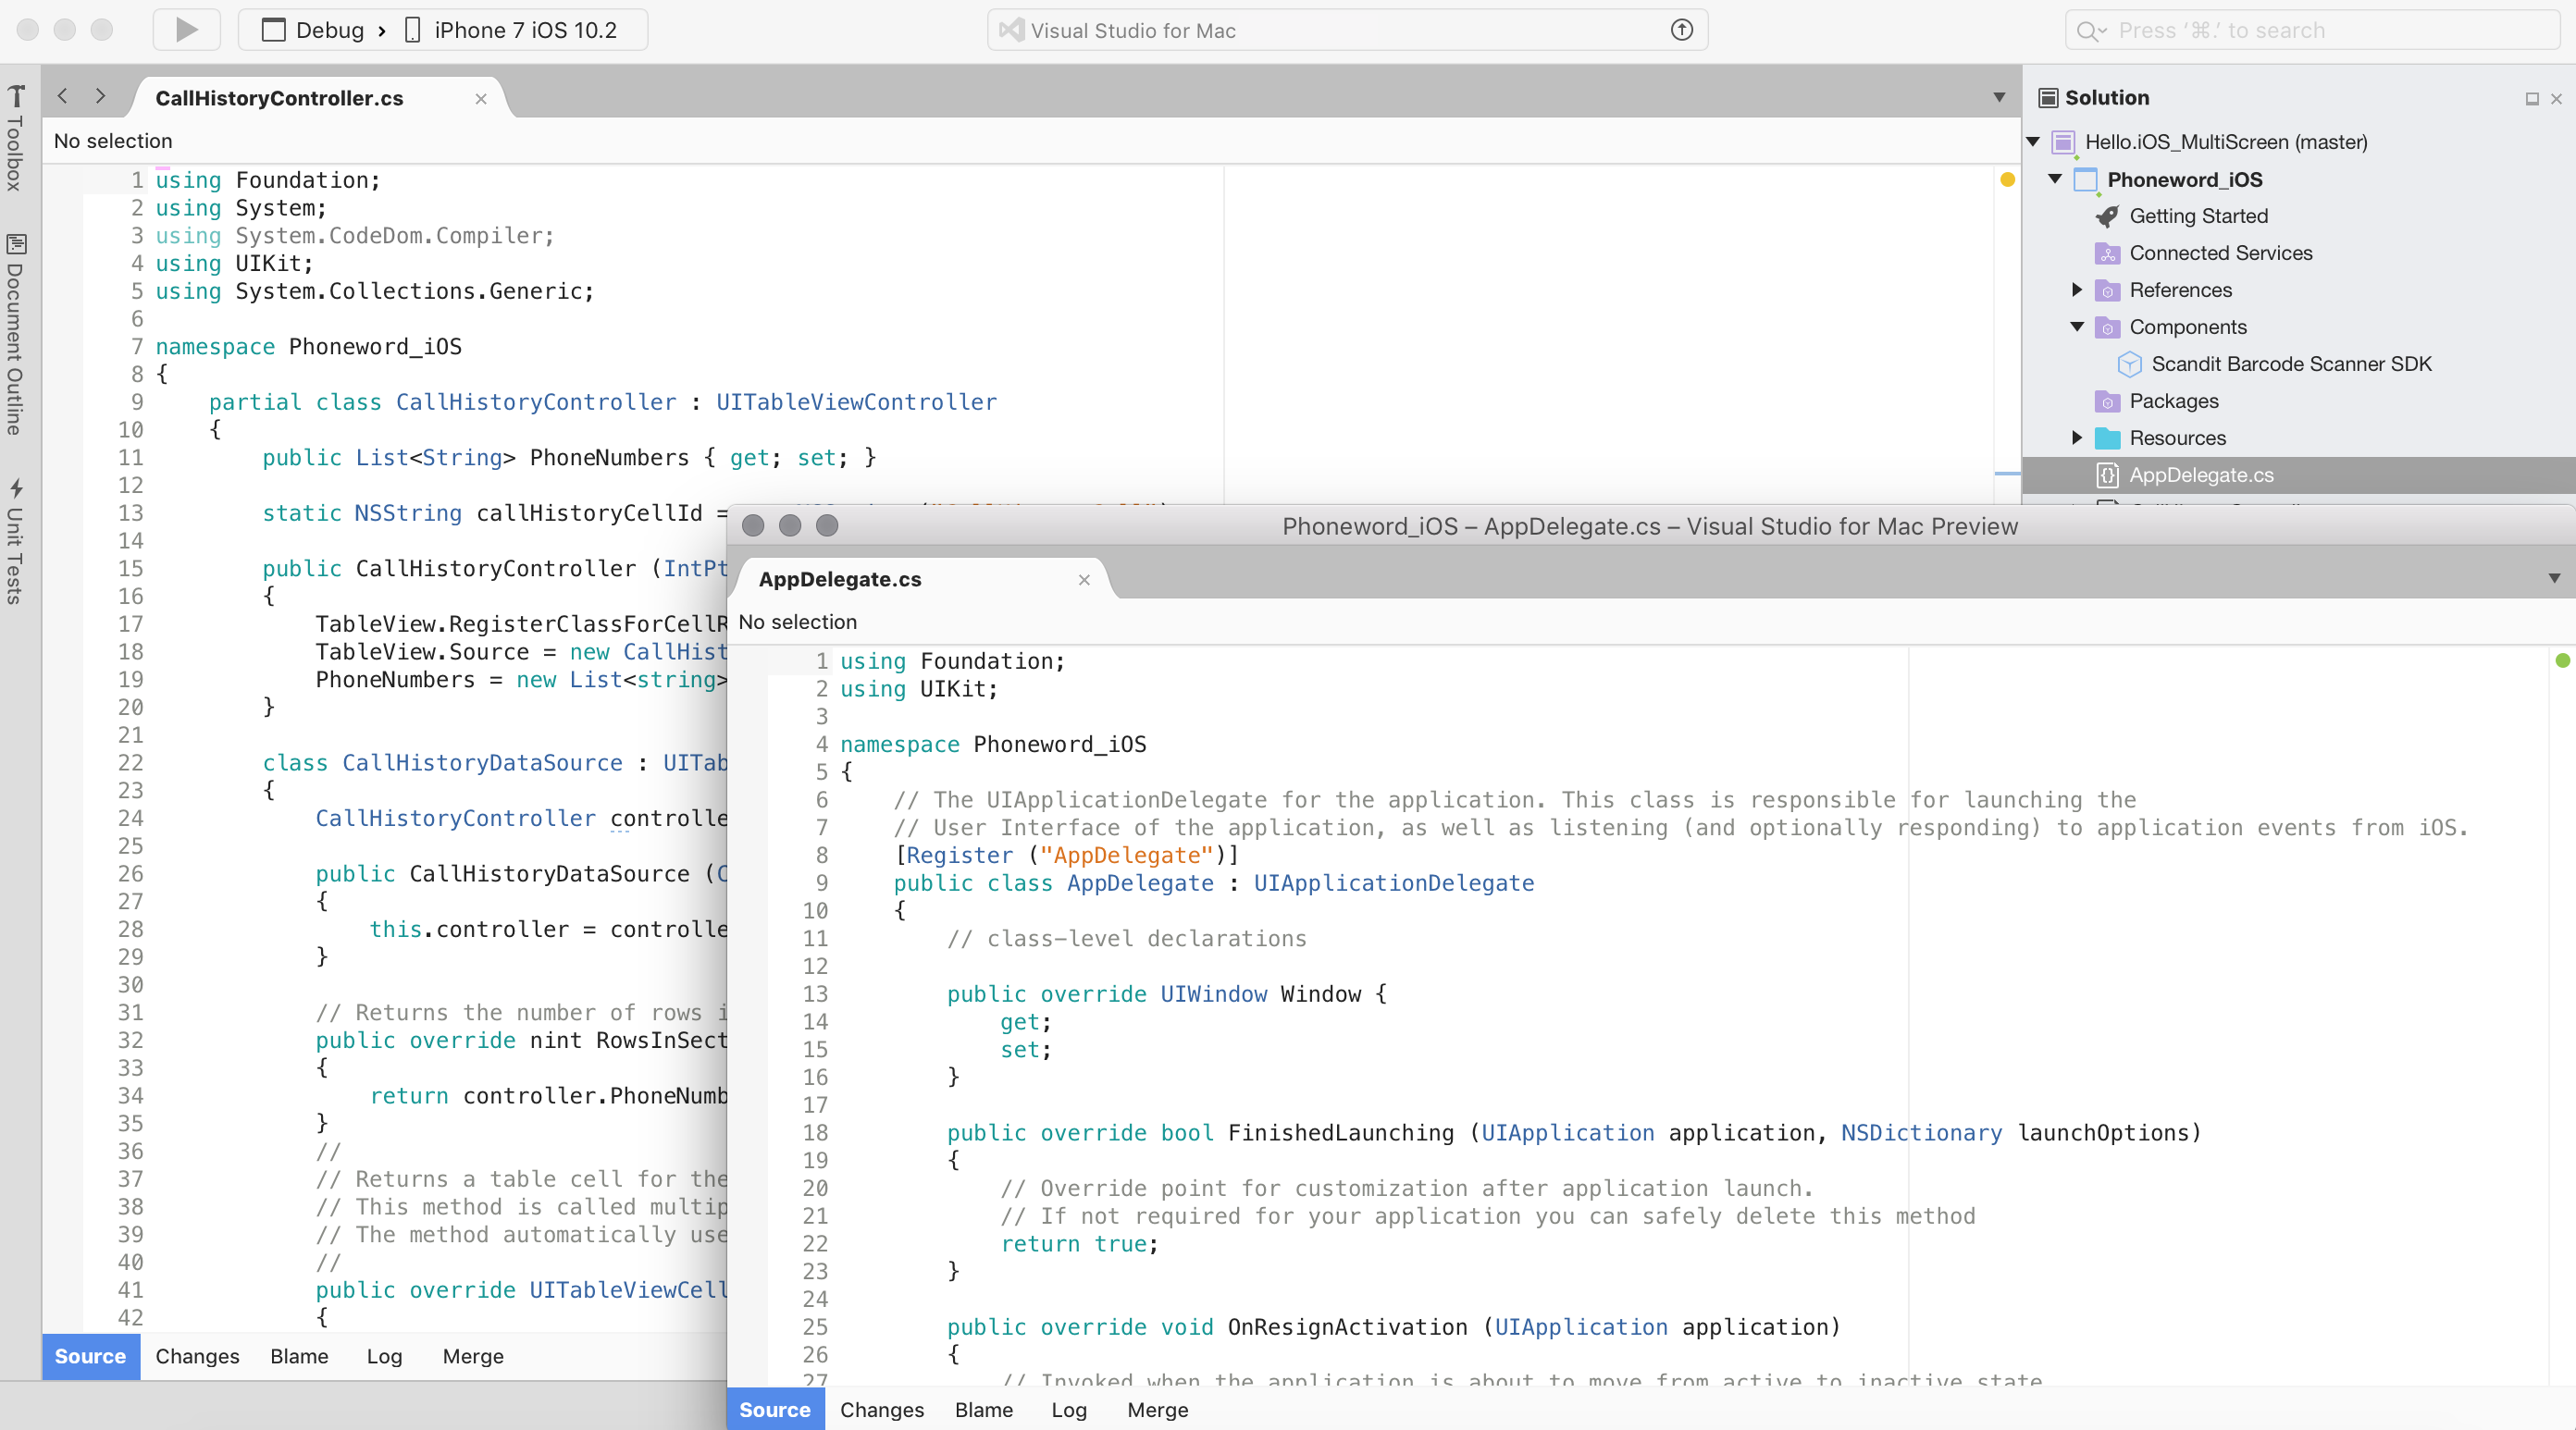 Debug › iPhone 7 iOS 10.2
Visual Studio for Mac
Press '⌘.' to search
Toolbox
Document Outline
Unit Tests
CallHistoryController.cs
No selection
1 using Foundation;
2 using System;
3 using System.CodeDom.Compiler;
4 using UIKit;
5 using System.Collections.Generic;
6
7 namespace Phoneword_iOS
8 {
9 partial class CallHistoryController : UITableViewController
10 {
11 public List<String> PhoneNumbers { get; set; }
12
13 static NSString callHistoryCellId =
14
15 public CallHistoryController (IntPt
16 {
17 TableView.RegisterClassForCellR
18 TableView.Source = new CallHist
19 PhoneNumbers = new List<string>
20 }
21
22 class CallHistoryDataSource : UITab
23 {
24 CallHistoryController controlle
25
26 public CallHistoryDataSource (C
27 {
28 this.controller = controlle
29 }
30
31 // Returns the number of rows i
32 public override nint RowsInSect
33 {
34 return controller.PhoneNumb
35 }
36 //
37 // Returns a table cell for the
38 // This method is called multip
39 // The method automatically use
40 //
41 public override UITableViewCell
42 {
Source Changes Blame Log Merge
Solution
Hello.iOS_MultiScreen (master)
Phoneword_iOS
Getting Started
Connected Services
References
Components
Scandit Barcode Scanner SDK
Packages
Resources
AppDelegate.cs
Phoneword_iOS – AppDelegate.cs – Visual Studio for Mac Preview
AppDelegate.cs
No selection
1 using Foundation;
2 using UIKit;
3
4 namespace Phoneword_iOS
5 {
6 // The UIApplicationDelegate for the application. This class is responsible for launching the
7 // User Interface of the application, as well as listening (and optionally responding) to application events from iOS.
8 [Register ("AppDelegate")]
9 public class AppDelegate : UIApplicationDelegate
10 {
11 // class-level declarations
12
13 public override UIWindow Window {
14 get;
15 set;
16 }
17
18 public override bool FinishedLaunching (UIApplication application, NSDictionary launchOptions)
19 {
20 // Override point for customization after application launch.
21 // If not required for your application you can safely delete this method
22 return true;
23 }
24
25 public override void OnResignActivation (UIApplication application)
26 {
27 // Invoked when the application is about to move from active to inactive state
Source Changes Blame Log Merge